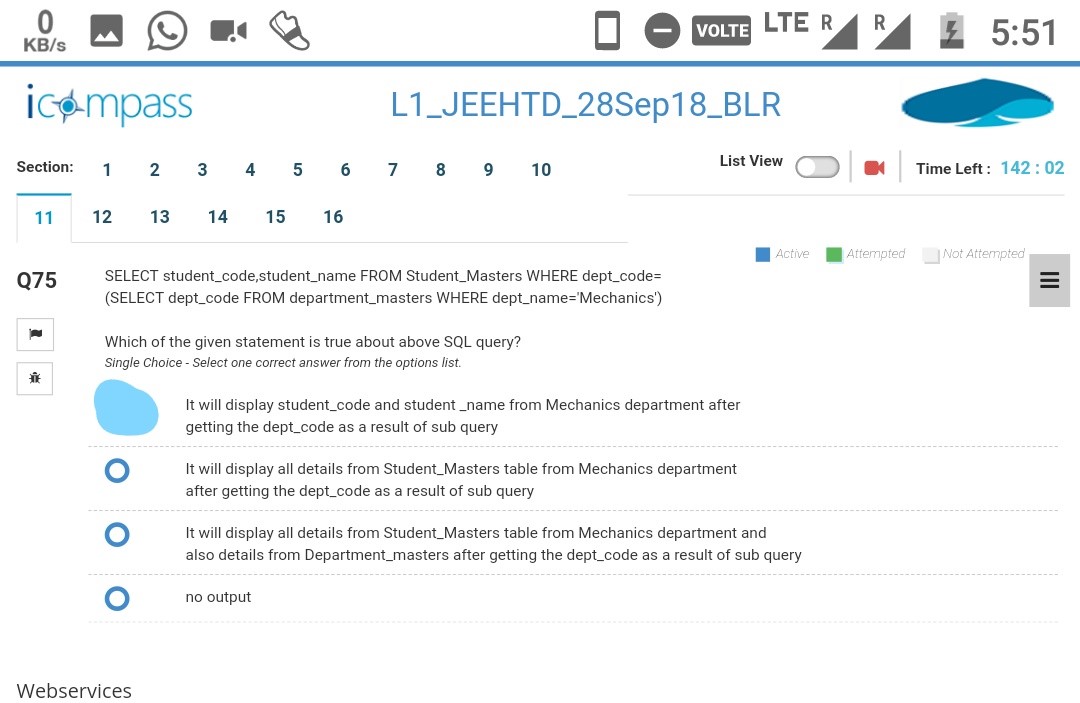 0
KB/s
VOLTE
LTE
R
R
5:51
icompass
L1_JEEHTD_28Sep18_BLR
Section: 1 2 3 4 5 6 7 8 9 10
List View
Time Left : 142 : 02
11 12 13 14 15 16
Active Attempted Not Attempted
Q75
SELECT student_code,student_name FROM Student_Masters WHERE dept_code=
(SELECT dept_code FROM department_masters WHERE dept_name='Mechanics')
Which of the given statement is true about above SQL query?
Single Choice - Select one correct answer from the options list.
It will display student_code and student _name from Mechanics department after
getting the dept_code as a result of sub query
It will display all details from Student_Masters table from Mechanics department
after getting the dept_code as a result of sub query
It will display all details from Student_Masters table from Mechanics department and
also details from Department_masters after getting the dept_code as a result of sub query
no output
Webservices